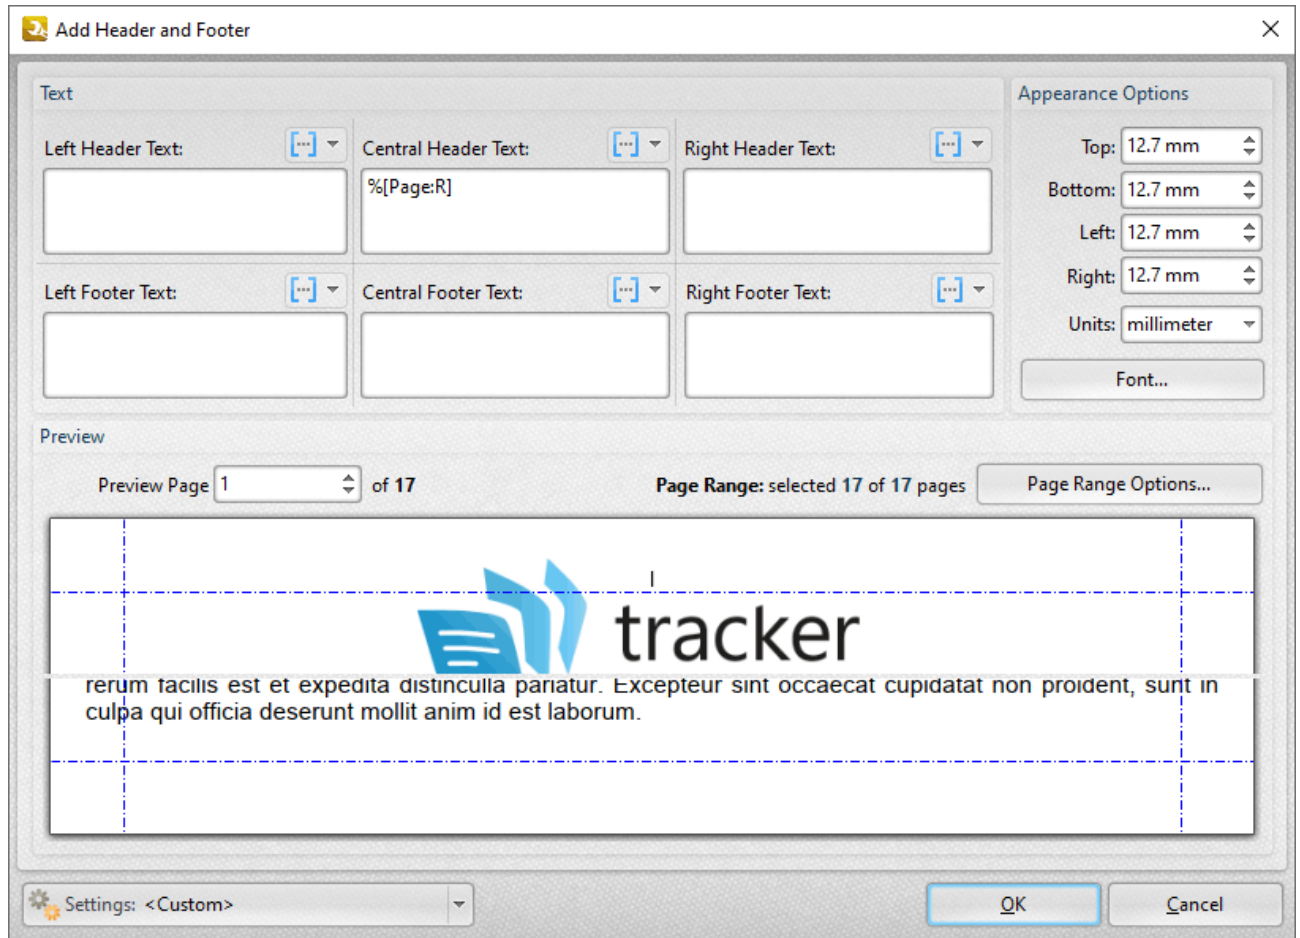 Add Header and Footer
Text
Appearance Options
Left Header Text:
Central Header Text:
Right Header Text:
%[Page:R]
Top: 12.7 mm
Bottom: 12.7 mm
Left: 12.7 mm
Right: 12.7 mm
Left Footer Text:
Central Footer Text:
Right Footer Text:
Units: millimeter
Font...
Preview
Preview Page 1 of 17
Page Range: selected 17 of 17 pages
Page Range Options...
I
tracker
rerum facilis est et expedita distinculla pariatur. Excepteur sint occaecat cupidatat non proident, sunt in
culpa qui officia deserunt mollit anim id est laborum.
Settings: <Custom>
OK
Cancel